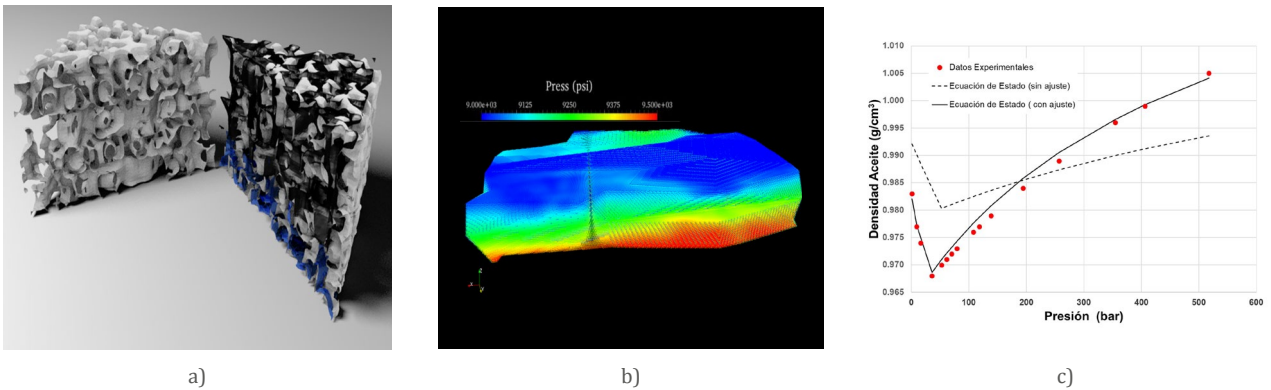 Press (psi)
9.000e+03 9125 9250 9375 9.500e+03
1.010
1.005
1.000
0.995
0.990
0.985
0.980
0.975
0.970
0.965
Densidad Aceite (g/cm³)
Datos Experimentales
Ecuación de Estado (sin ajuste)
Ecuación de Estado ( con ajuste)
0 100 200 300 400 500 600
Presión (bar)
a) b) c)